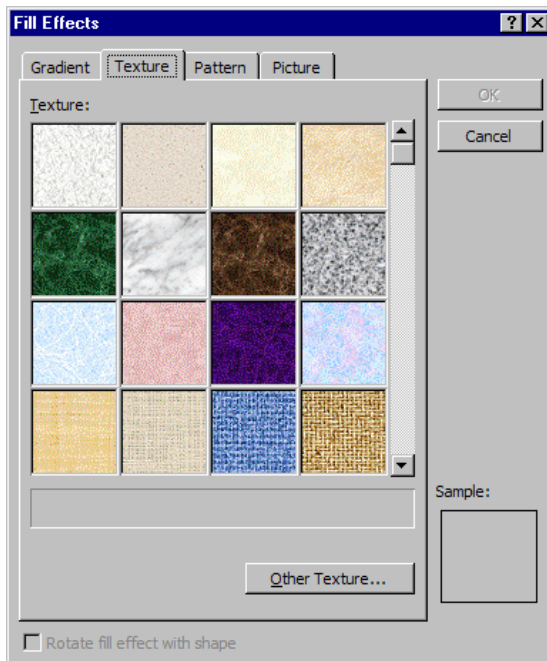 Fill Effects
Gradient Texture Pattern Picture
Texture:
OK
Cancel
Sample:
Other Texture...
Rotate fill effect with shape